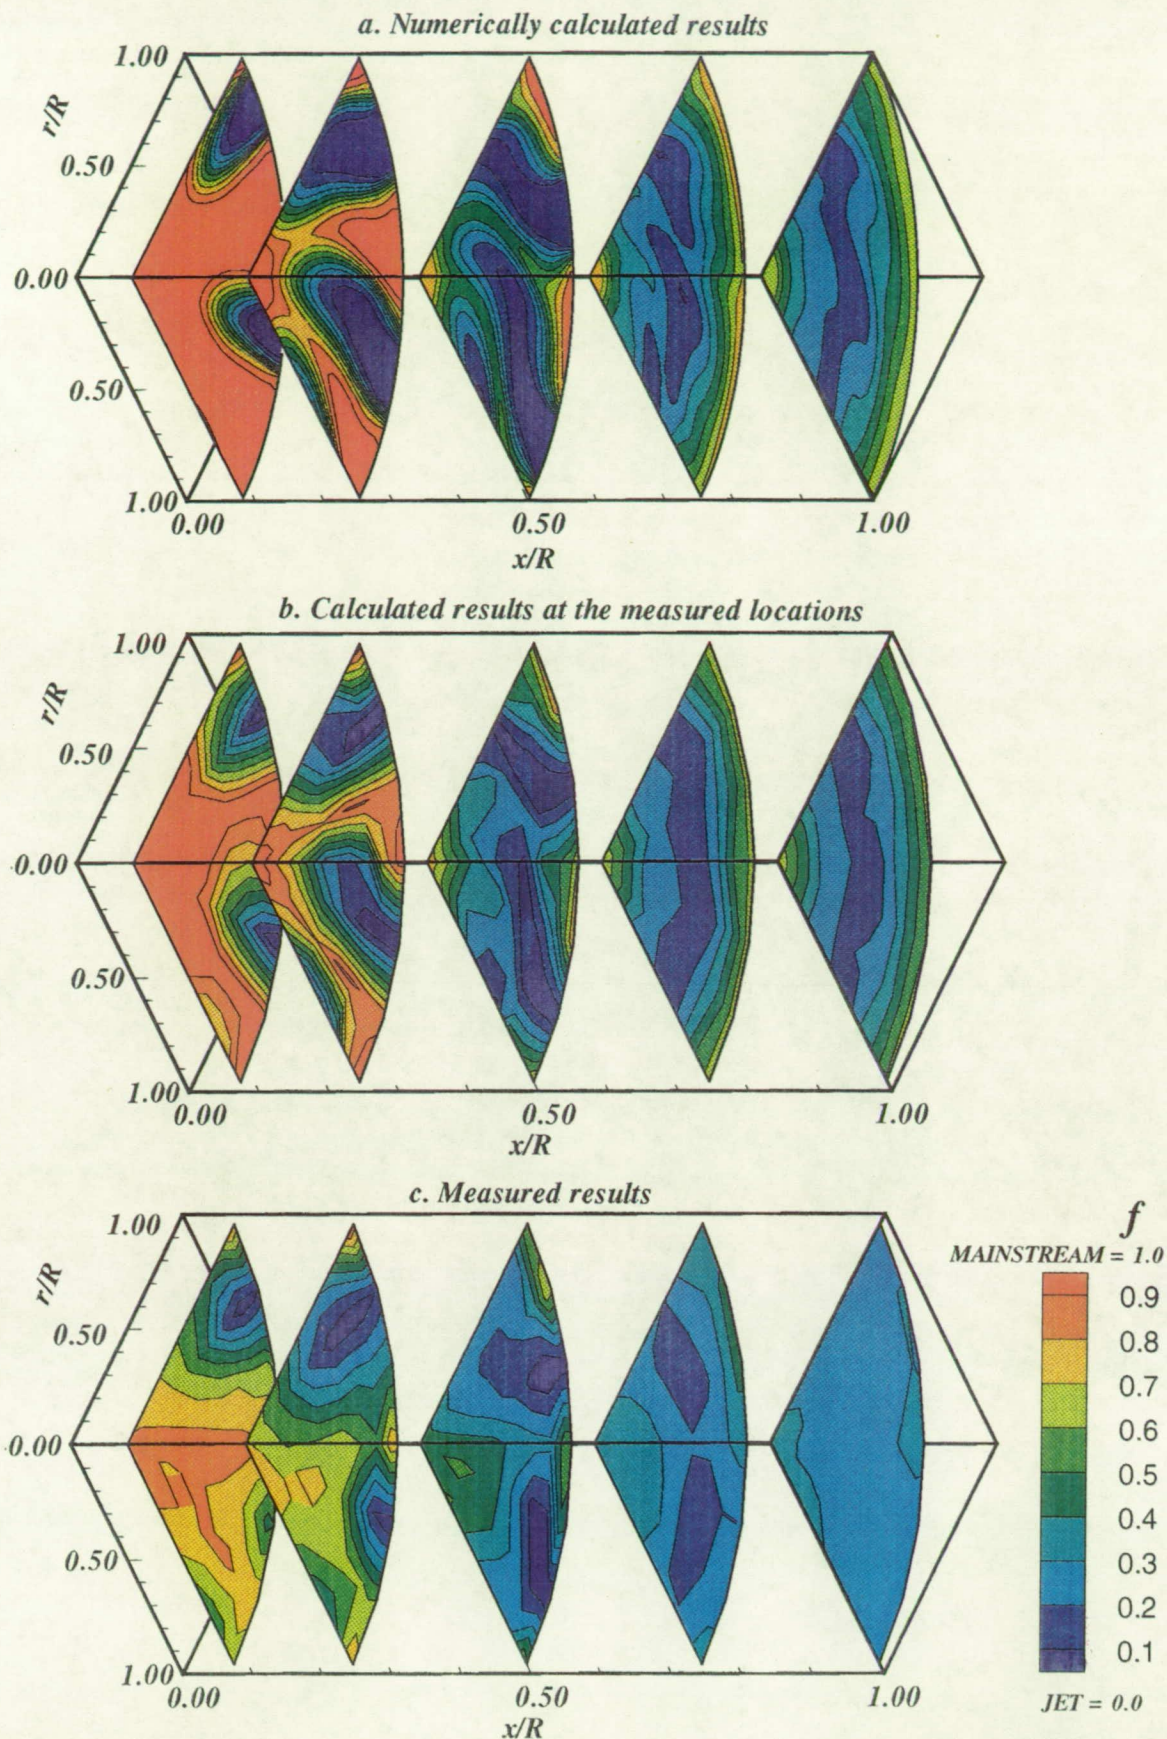 a. Numerically calculated results
1.00
r/R
0.50
0.00
0.50
1.00
0.00 0.50 1.00
x/R
b. Calculated results at the measured locations
1.00
r/R
0.50
0.00
0.50
1.00
0.00 0.50 1.00
x/R
c. Measured results
1.00
r/R
0.50
0.00
0.50
1.00
0.00 0.50 1.00
x/R
f
MAINSTREAM = 1.0
0.9
0.8
0.7
0.6
0.5
0.4
0.3
0.2
0.1
JET = 0.0